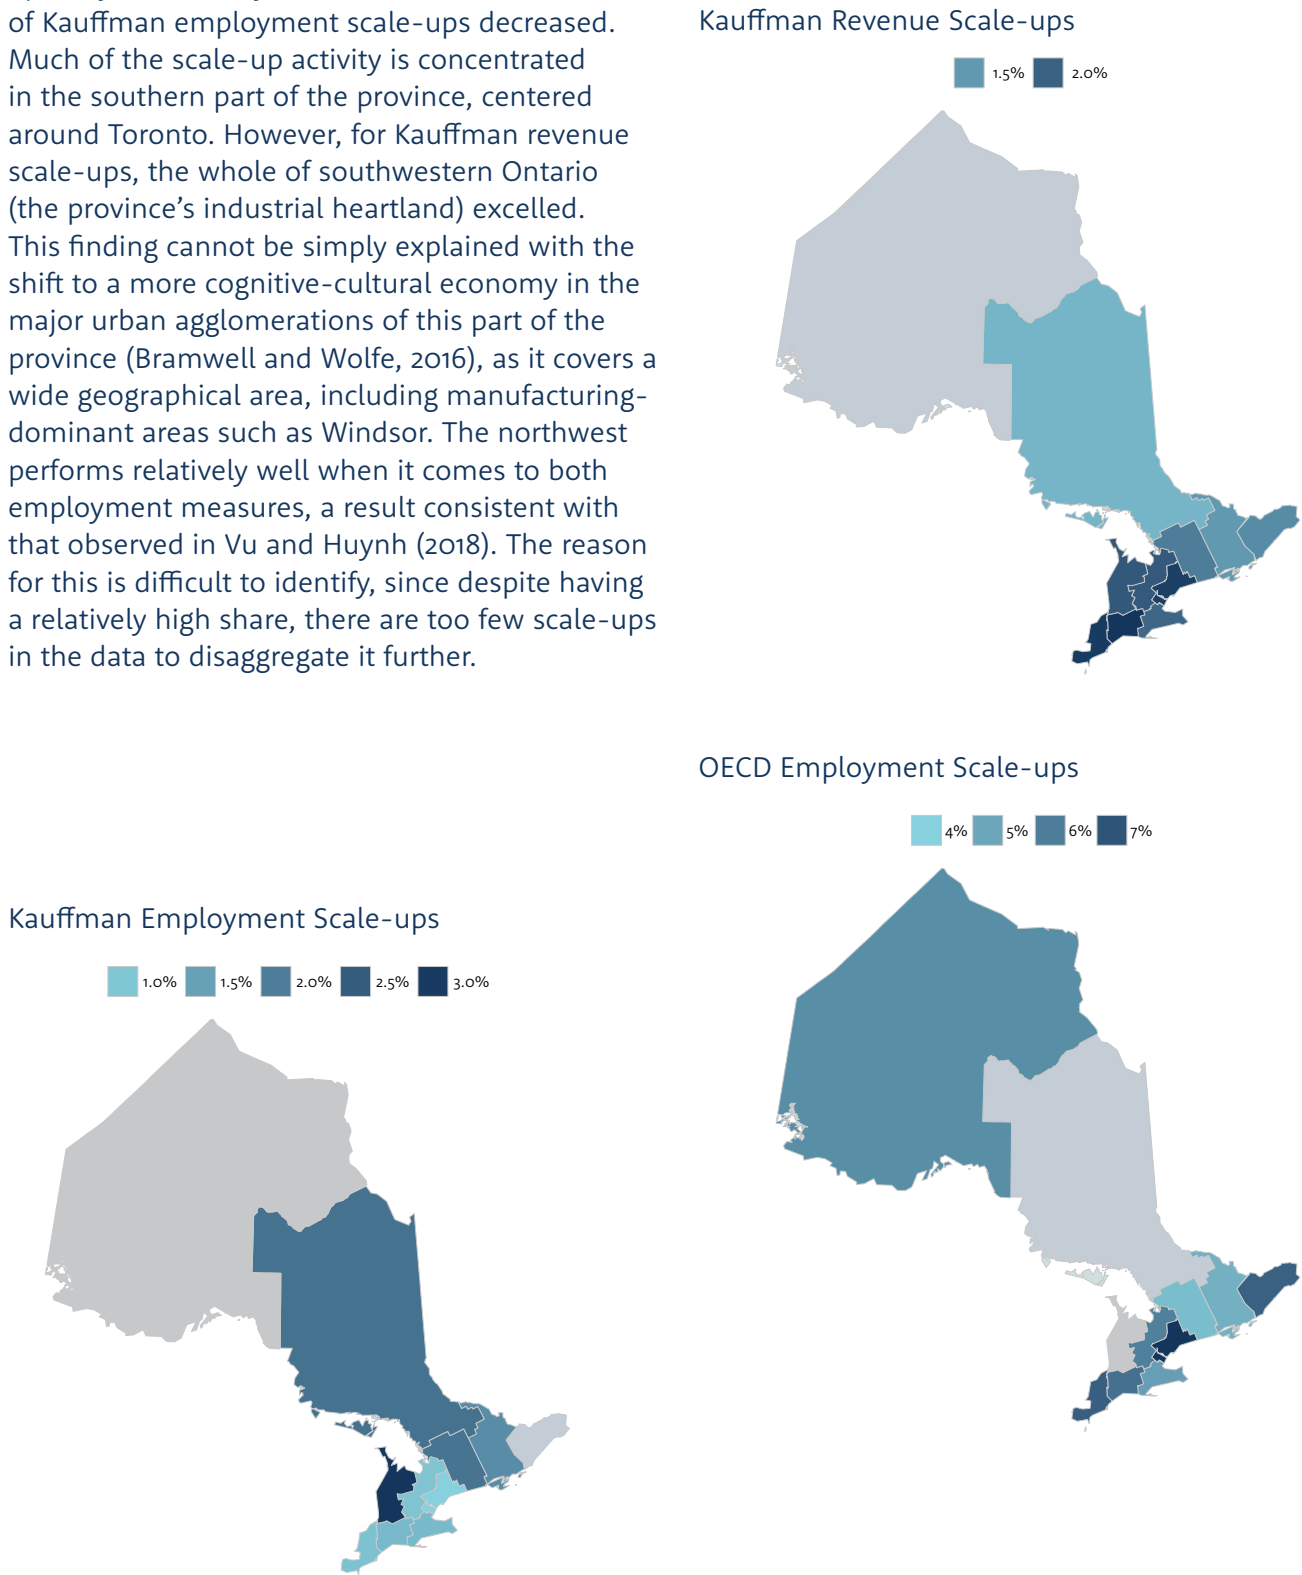 of Kauffman employment scale-ups decreased.
Much of the scale-up activity is concentrated
in the southern part of the province, centered
around Toronto. However, for Kauffman revenue
scale-ups, the whole of southwestern Ontario
(the province’s industrial heartland) excelled.
This finding cannot be simply explained with the
shift to a more cognitive-cultural economy in the
major urban agglomerations of this part of the
province (Bramwell and Wolfe, 2016), as it covers a
wide geographical area, including manufacturing-
dominant areas such as Windsor. The northwest
performs relatively well when it comes to both
employment measures, a result consistent with
that observed in Vu and Huynh (2018). The reason
for this is difficult to identify, since despite having
a relatively high share, there are too few scale-ups
in the data to disaggregate it further.
Kauffman Employment Scale-ups
1.0% 1.5% 2.0% 2.5% 3.0%
Kauffman Revenue Scale-ups
1.5% 2.0%
OECD Employment Scale-ups
4% 5% 6% 7%